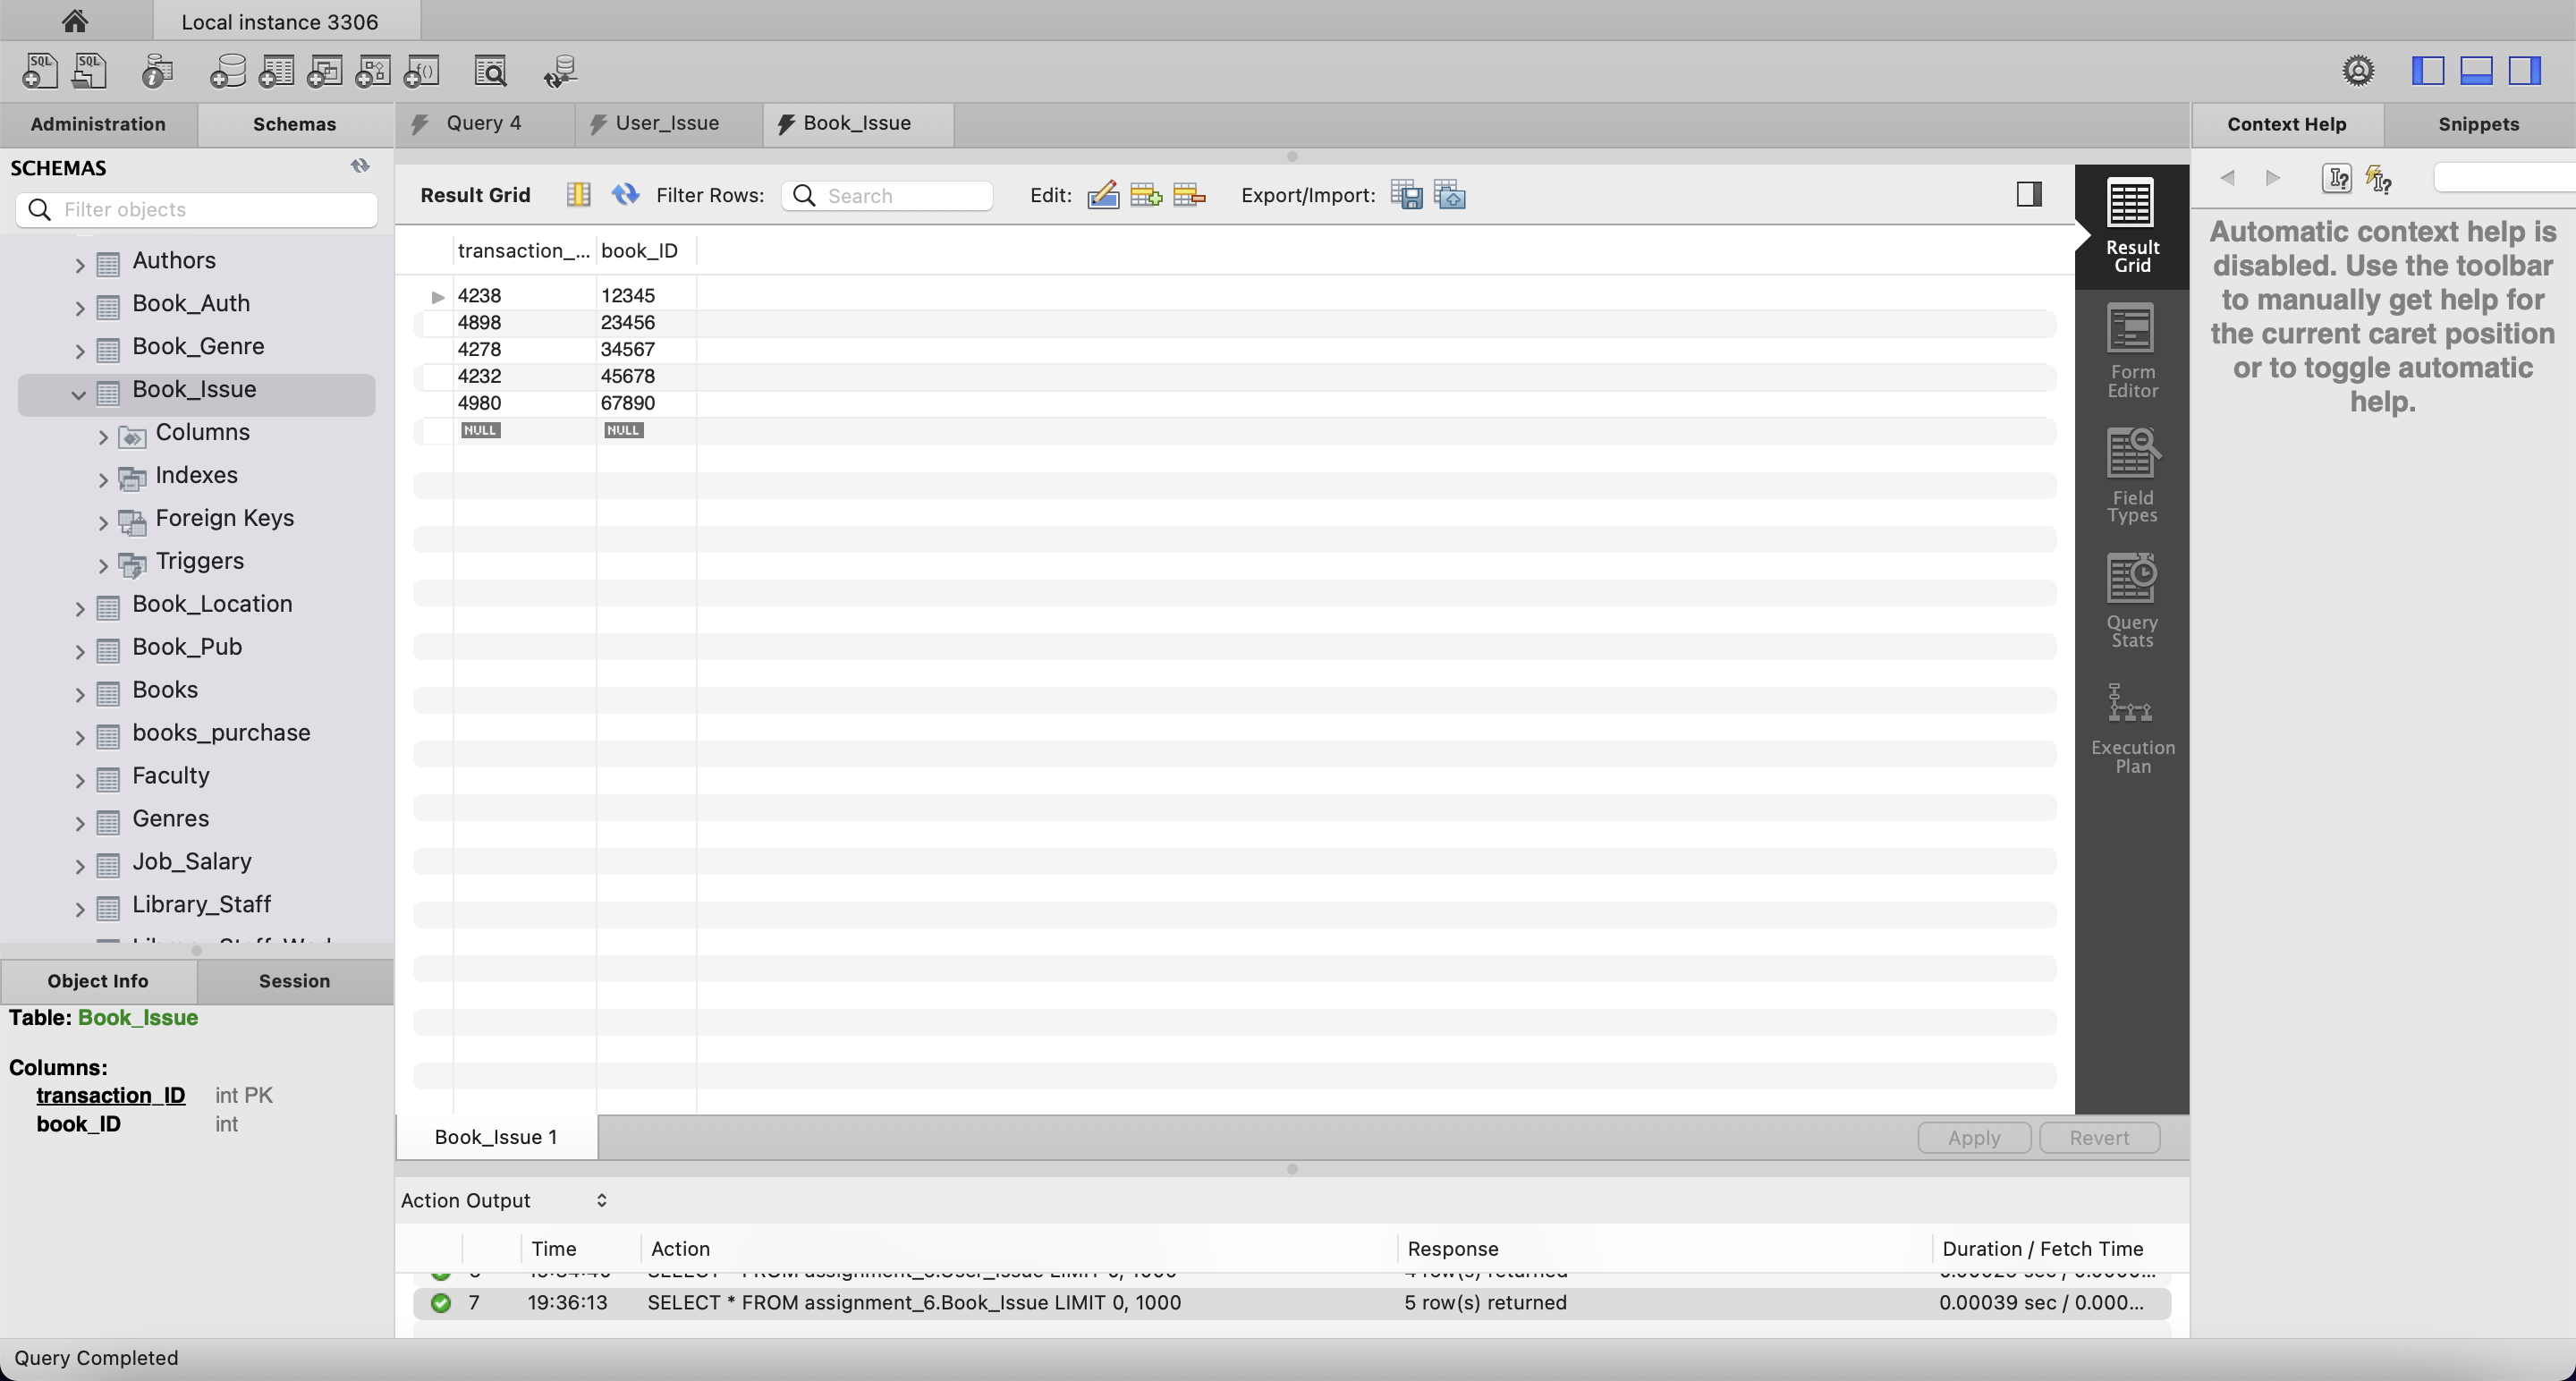 Local instance 3306
Administration
Schemas
Query 4
User_Issue
Book_Issue
Context Help
Snippets
SCHEMAS
Filter objects
Authors
Book_Auth
Book_Genre
Book_Issue
Columns
Indexes
Foreign Keys
Triggers
Book_Location
Book_Pub
Books
books_purchase
Faculty
Genres
Job_Salary
Library_Staff
Object Info
Session
Table: Book_Issue
Columns:
transaction_ID int PK
book_ID int
Result Grid
Filter Rows:
Search
Edit:
Export/Import:
transaction_... book_ID
4238 12345
4898 23456
4278 34567
4232 45678
4980 67890
NULL NULL
Result
Grid
Form
Editor
Field
Types
Query
Stats
Execution
Plan
Automatic context help is
disabled. Use the toolbar
to manually get help for
the current caret position
or to toggle automatic
help.
Book_Issue 1
Apply
Revert
Action Output
Time Action Response Duration / Fetch Time
7 19:36:13 SELECT * FROM assignment_6.Book_Issue LIMIT 0, 1000 5 row(s) returned 0.00039 sec / 0.000...
Query Completed